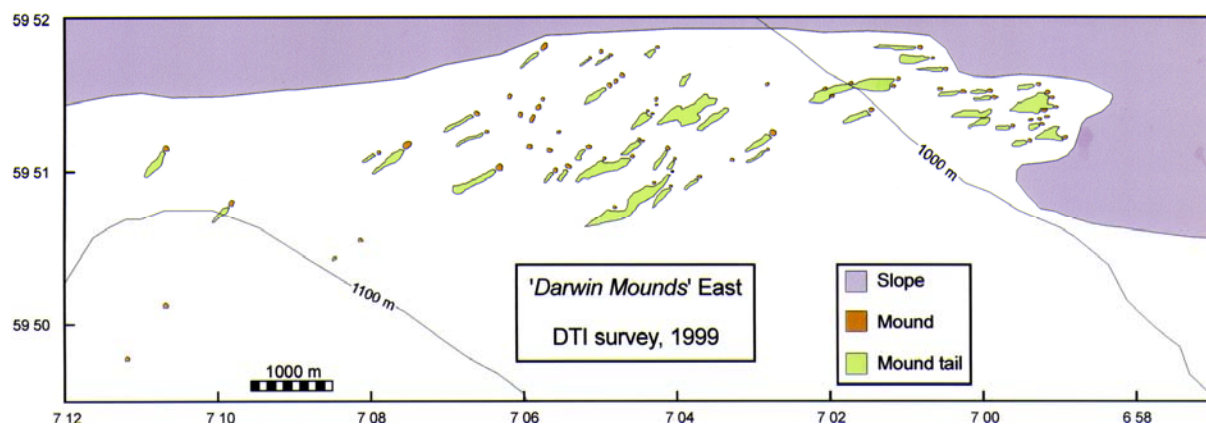 59 52
59 51
59 50
1000 m
1100 m
'Darwin Mounds' East
DTI survey, 1999
Slope
Mound
Mound tail
1000 m
7 12
7 10
7 08
7 06
7 04
7 02
7 00
6 58